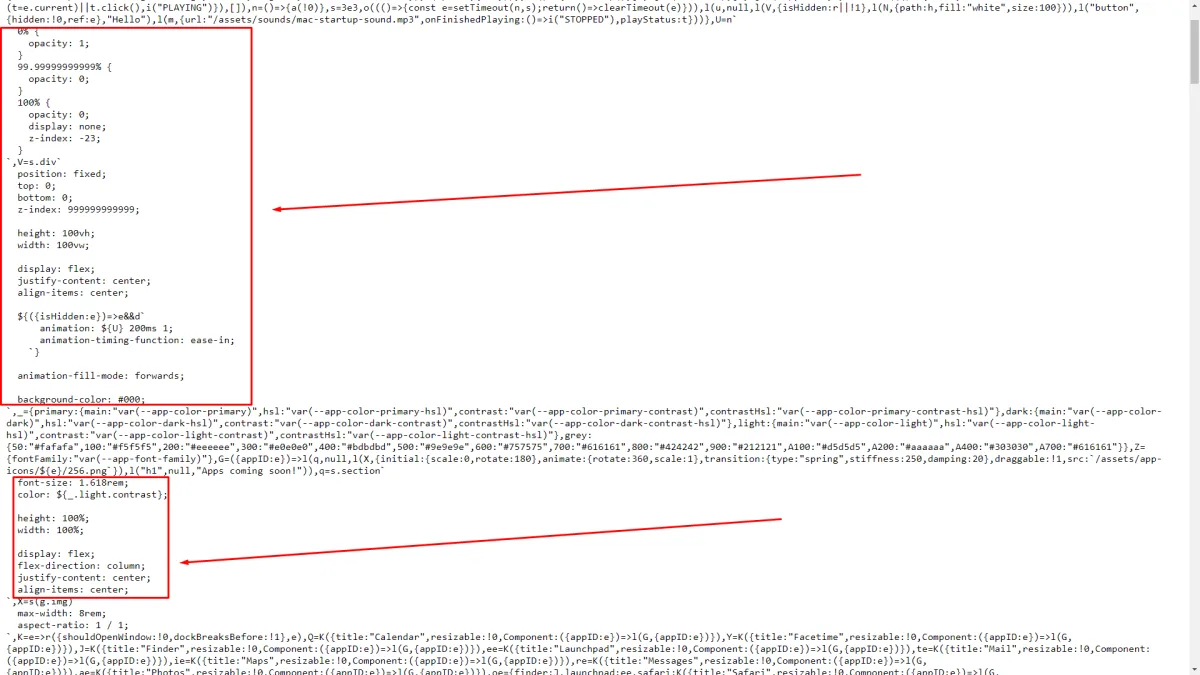 (t=e.current)||t.click(),i("PLAYING")}),[]),n=()=>{a(!0)},s=3e3,o((()=>{const e=setTimeout(n,s);return()=>clearTimeout(e)})),l(u,null,l(V,{isHidden:r||!1},l(N,{path:h,fill:"white",size:100})),l("button",
{hidden:!0,ref:e},"Hello"),l(m,{url:"/assets/sounds/mac-startup-sound.mp3",onFinishedPlaying:()=>i("STOPPED"),playStatus:t}))},U=n`
0% {
opacity: 1;
}
99.99999999999% {
opacity: 0;
}
100% {
opacity: 0;
display: none;
z-index: -23;
}
`,V=s.div`
position: fixed;
top: 0;
bottom: 0;
z-index: 999999999999;
height: 100vh;
width: 100vw;
display: flex;
justify-content: center;
align-items: center;
${({isHidden:e})=>e&&d`
animation: ${U} 200ms 1;
animation-timing-function: ease-in;
`}
animation-fill-mode: forwards;
background-color: #000;
`,_={primary:{main:"var(--app-color-primary)",hsl:"var(--app-color-primary-hsl)",contrast:"var(--app-color-primary-contrast)",contrastHsl:"var(--app-color-primary-contrast-hsl)"},dark:{main:"var(--app-color-
dark)",hsl:"var(--app-color-dark-hsl)",contrast:"var(--app-color-dark-contrast)",contrastHsl:"var(--app-color-dark-contrast-hsl)"},light:{main:"var(--app-color-light)",hsl:"var(--app-color-light-
hsl)",contrast:"var(--app-color-light-contrast)",contrastHsl:"var(--app-color-light-contrast-hsl)"},grey:
{50:"#fafafa",100:"#f5f5f5",200:"#eeeeee",300:"#e0e0e0",400:"#bdbdbd",500:"#9e9e9e",600:"#757575",700:"#616161",800:"#424242",900:"#212121",A100:"#d5d5d5",A200:"#aaaaaa",A400:"#303030",A700:"#616161"}},Z=
{fontFamily:"var(--app-font-family)"},G=({appID:e})=>l(q,null,l(X,{initial:{scale:0,rotate:180},animate:{rotate:360,scale:1},transition:{type:"spring",stiffness:250,damping:20},draggable:!1,src:`/assets/app-
icons/${e}/256.png`}),l("h1",null,"Apps coming soon!")),q=s.section`
font-size: 1.618rem;
color: ${_.light.contrast};
height: 100%;
width: 100%;
display: flex;
flex-direction: column;
justify-content: center;
align-items: center;
`,X=s(g.img)`
max-width: 8rem;
aspect-ratio: 1 / 1;
`,K=e=>r({shouldOpenWindow:!0,dockBreaksBefore:!1},e),Q=K({title:"Calendar",resizable:!0,Component:({appID:e})=>l(G,{appID:e})}),Y=K({title:"Facetime",resizable:!0,Component:({appID:e})=>l(G,
{appID:e})}),J=K({title:"Finder",resizable:!0,Component:({appID:e})=>l(G,{appID:e})}),ee=K({title:"Launchpad",resizable:!0,Component:({appID:e})=>l(G,{appID:e})}),te=K({title:"Mail",resizable:!0,Component:
({appID:e})=>l(G,{appID:e})}),ie=K({title:"Maps",resizable:!0,Component:({appID:e})=>l(G,{appID:e})}),re=K({title:"Messages",resizable:!0,Component:({appID:e})=>l(G,
{appID:e})}),ae=K({title:"Photos",resizable:!0,Component:({appID:e})=>l(G,{appID:e})}),oe={finder:J,launchpad:ee,safari:K({title:"Safari",resizable:!0,Component:({appID:e})=>l(G,